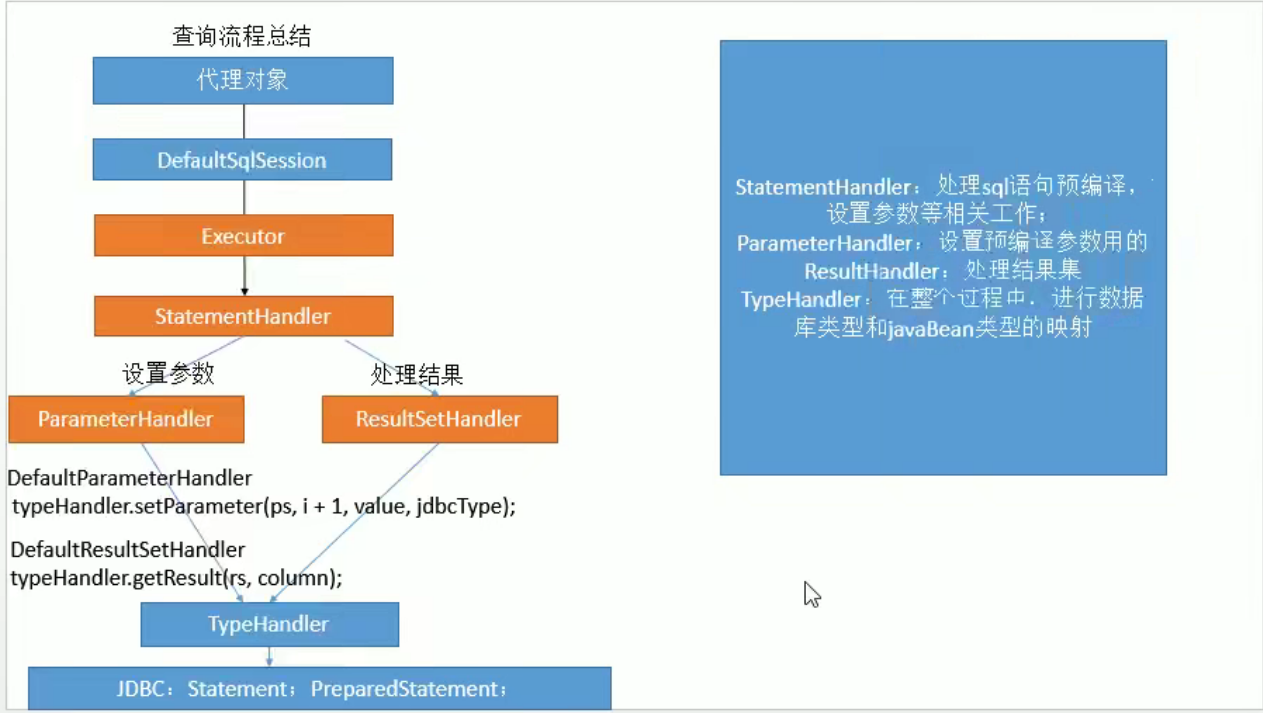 查询流程总结
代理对象
DefaultSqlSession
Executor
StatementHandler
设置参数
处理结果
ParameterHandler
ResultSetHandler
DefaultParameterHandler
typeHandler.setParameter(ps, i + 1, value, jdbcType);
DefaultResultSetHandler
typeHandler.getResult(rs, column);
TypeHandler
JDBC：Statement；PreparedStatement；
StatementHandler：处理sql语句预编译，
设置参数等相关工作；
ParameterHandler：设置预编译参数用的
ResultHandler：处理结果集
TypeHandler：在整个过程中，进行数据
库类型和javaBean类型的映射